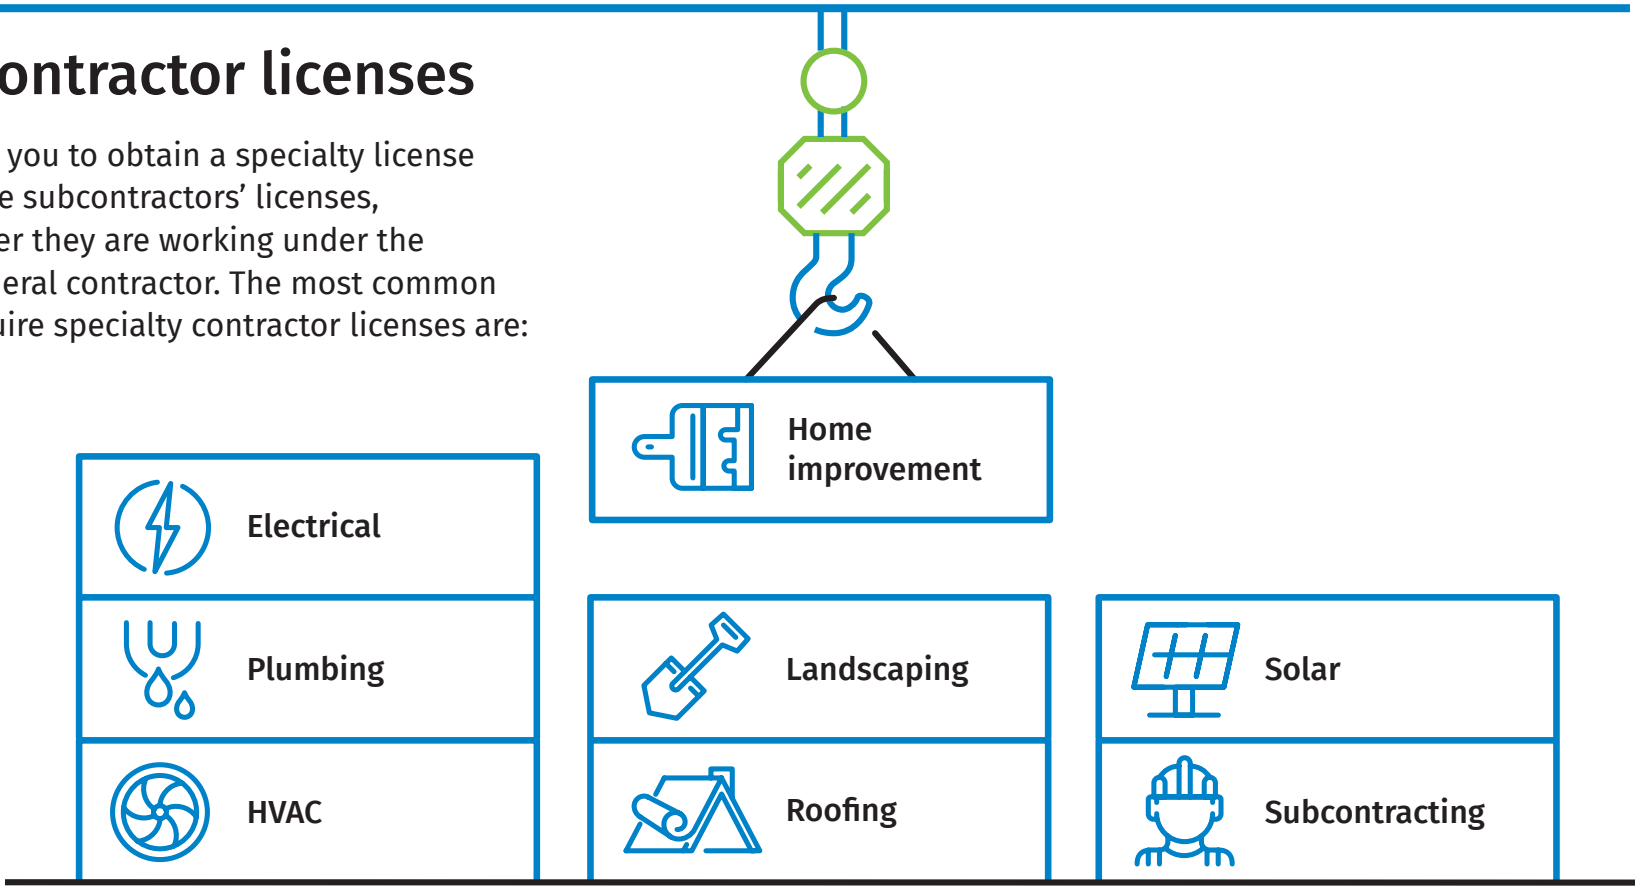 ontractor licenses
you to obtain a specialty license
e subcontractors’ licenses,
er they are working under the
eral contractor. The most common
uire specialty contractor licenses are:
Home
improvement
Electrical
Plumbing
Landscaping
Solar
HVAC
Roofing
Subcontracting